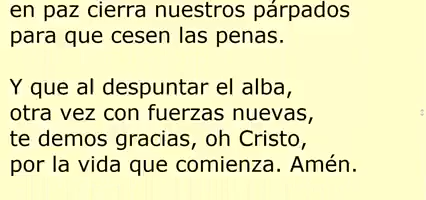 en paz cierra nuestros párpados
para que cesen las penas.
Y que al despuntar el alba,
otra vez con fuerzas nuevas,
te demos gracias, oh Cristo,
por la vida que comienza. Amén.